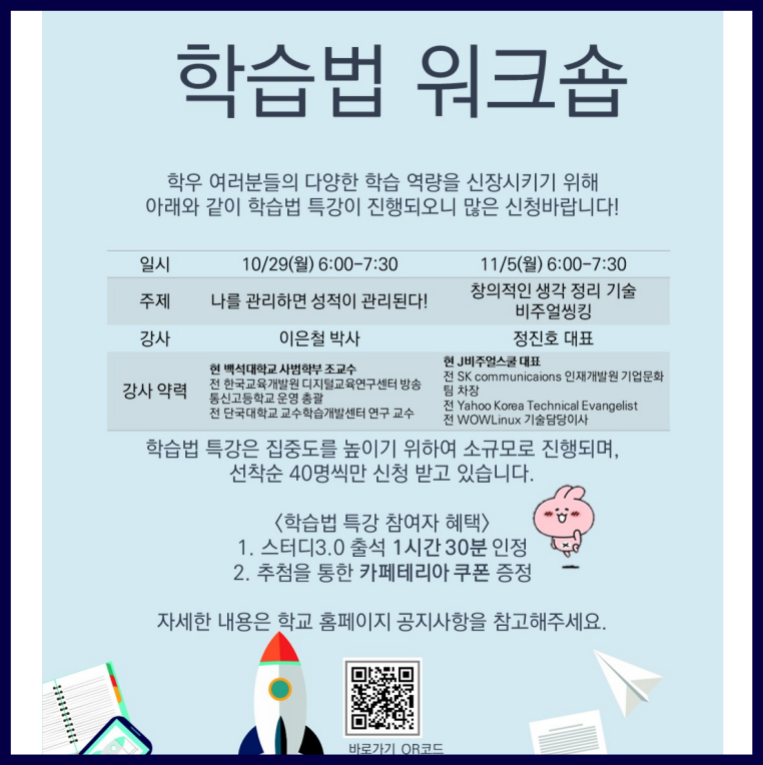 학습법 워크숍
학우 여러분들의 다양한 학습 역량을 신장시키기 위해
아래와 같이 학습법 특강이 진행되오니 많은 신청바랍니다!
일시 10/29(월) 6:00-7:30 11/5(월) 6:00-7:30
주제 나를 관리하면 성적이 관리된다! 창의적인 생각 정리 기술
비주얼씽킹
강사 이은철 박사 정진호 대표
강사 약력
현 백석대학교 사범학부 조교수
전 한국교육개발원 디지털교육연구센터 방송
통신고등학교 운영 총괄
전 단국대학교 교수학습개발센터 연구 교수
현 J비주얼스쿨 대표
전 SK communicaions 인재개발원 기업문화
팀 차장
전 Yahoo Korea Technical Evangelist
전 WOWLinux 기술담당이사
학습법 특강은 집중도를 높이기 위하여 소규모로 진행되며,
선착순 40명씩만 신청 받고 있습니다.
<학습법 특강 참여자 혜택>
1. 스터디3.0 출석 1시간 30분 인정
2. 추첨을 통한 카페테리아 쿠폰 증정
자세한 내용은 학교 홈페이지 공지사항을 참고해주세요.
바로가기 QR코드